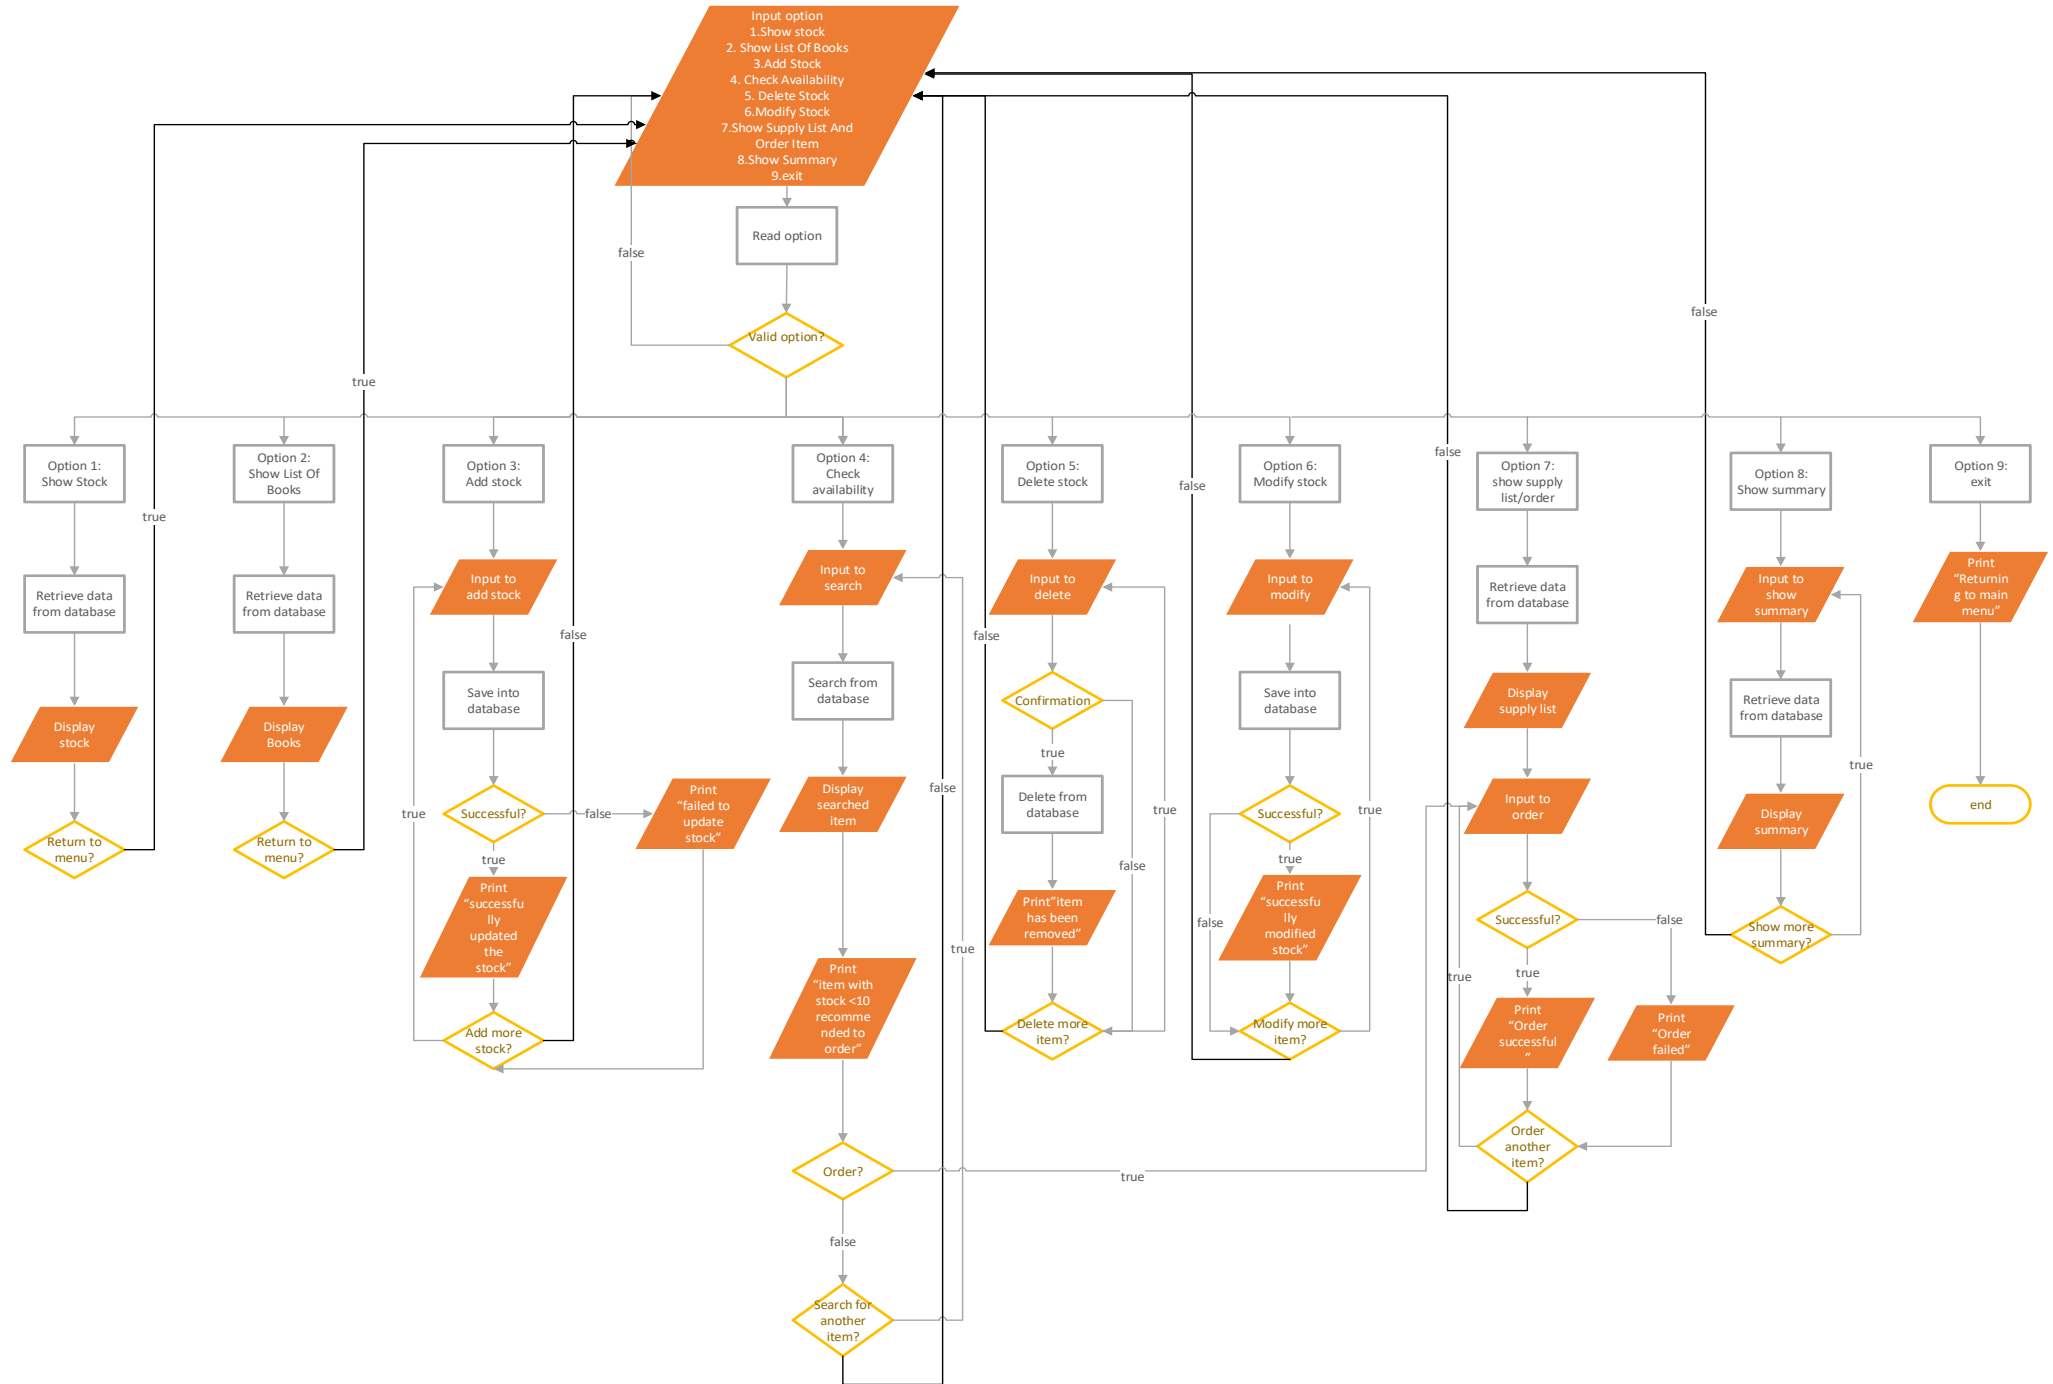 Input option
1.Show stock
2. Show List Of Books
3.Add Stock
4. Check Availability
5. Delete Stock
6.Modify Stock
7.Show Supply List And
Order Item
8.Show Summary
9.exit
Read option
false
Valid option?
false
true
Option 1:
Show Stock
Option 2:
Show List Of
Books
Option 3:
Add stock
Option 4:
Check
availability
Option 5:
Delete stock
Option 6:
Modify stock
Option 7:
show supply
list/order
Option 8:
Show summary
Option 9:
exit
true
false
false
false
false
Retrieve data
from database
Retrieve data
from database
Input to
add stock
Input to
search
Input to
delete
Input to
modify
Retrieve data
from database
Input to
show
summary
Print
“Returnin
g to main
menu”
Save into
database
Search from
database
Confirmation
Save into
database
Display
supply list
Retrieve data
from database
Display
stock
Display
Books
true
true
Return to
menu?
Return to
menu?
true
Successful?
false
Print
“failed to
update
stock”
Display
searched
item
false
Delete from
database
true
Successful?
true
Input to
order
Display
summary
end
true
Print
“successfu
lly
updated
the
stock”
false
true
Print
“successfu
lly
modified
stock”
Print”item
has been
removed”
false
Successful?
false
Show more
summary?
true
Print
“item with
stock <10
recomme
nded to
order”
true
true
Add more
stock?
Delete more
item?
Modify more
item?
Print
“Order
successful
”
Print
“Order
failed”
Order?
true
Order
another
item?
false
Search for
another
item?